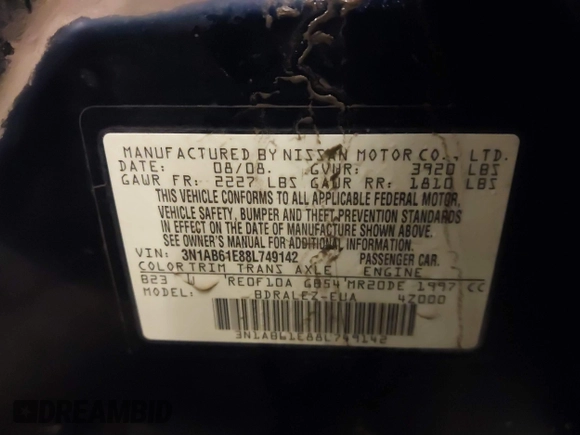 MANUFACTURED BY NISSAN MOTOR CO., LTD.
DATE: 08/08. GVWR: 3920 LBS
GAWR FR: 2227 LBS GAWR RR: 1810 LBS
THIS VEHICLE CONFORMS TO ALL APPLICABLE FEDERAL MOTOR
VEHICLE SAFETY, BUMPER AND THEFT PREVENTION STANDARDS
IN EFFECT ON THE DATE OF MANUFACTURE SHOWN ABOVE.
SEE OWNER'S MANUAL FOR ADDITIONAL INFORMATION.
VIN: 3N1AB61E88L749142 PASSENGER CAR.
COLOR TRIM TRANS AXLE ENGINE
B23 REOF10A GB54 MR20DE 1997 CC
MODEL: BDRALEZ-EUA 4Z000
3N1AB61E88L749142
DREAMBID